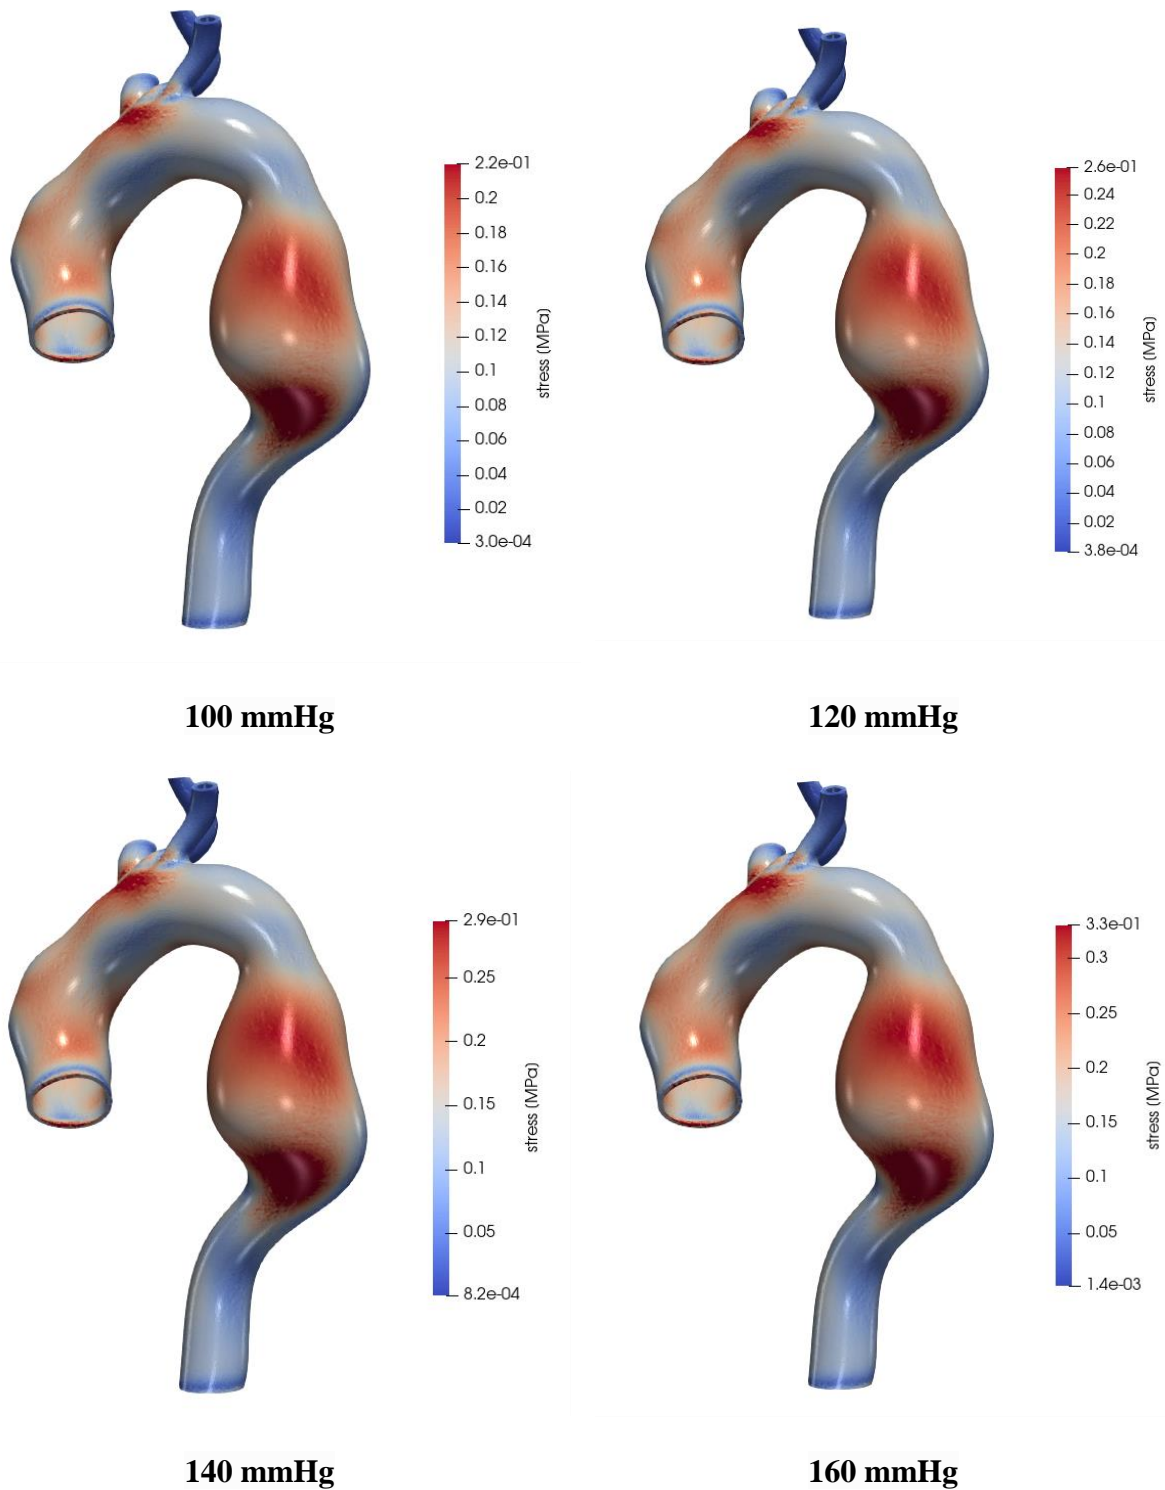 2.2e-01
0.2
0.18
0.16
0.14
0.12
0.1
0.08
0.06
0.04
0.02
3.0e-04
stress (MPa)
2.6e-01
0.24
0.22
0.2
0.18
0.16
0.14
0.12
0.1
0.08
0.06
0.04
0.02
3.8e-04
stress (MPa)
100 mmHg
120 mmHg
2.9e-01
0.25
0.2
0.15
0.1
0.05
8.2e-04
stress (MPa)
3.3e-01
0.3
0.25
0.2
0.15
0.1
0.05
1.4e-03
stress (MPa)
140 mmHg
160 mmHg